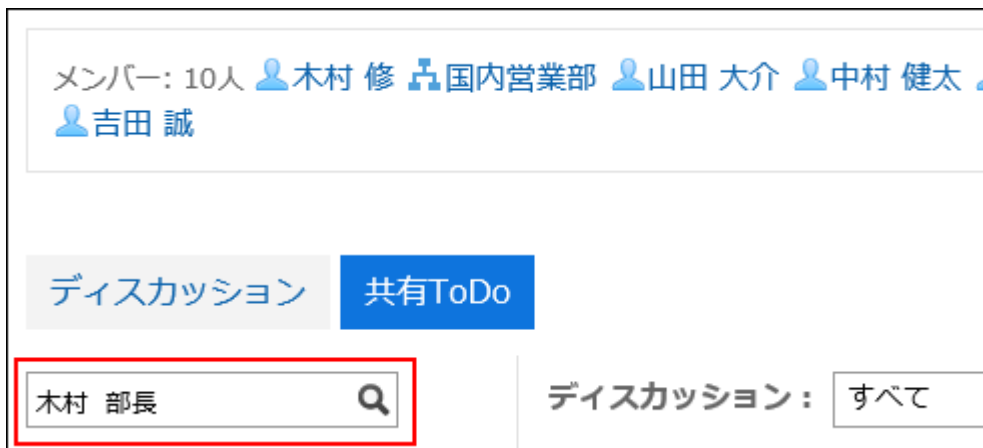 メンバー: 10人 木村 修 国内営業部 山田 大介 中村 健太
吉田 誠
ディスカッション 共有ToDo
木村 部長 ディスカッション： すべて